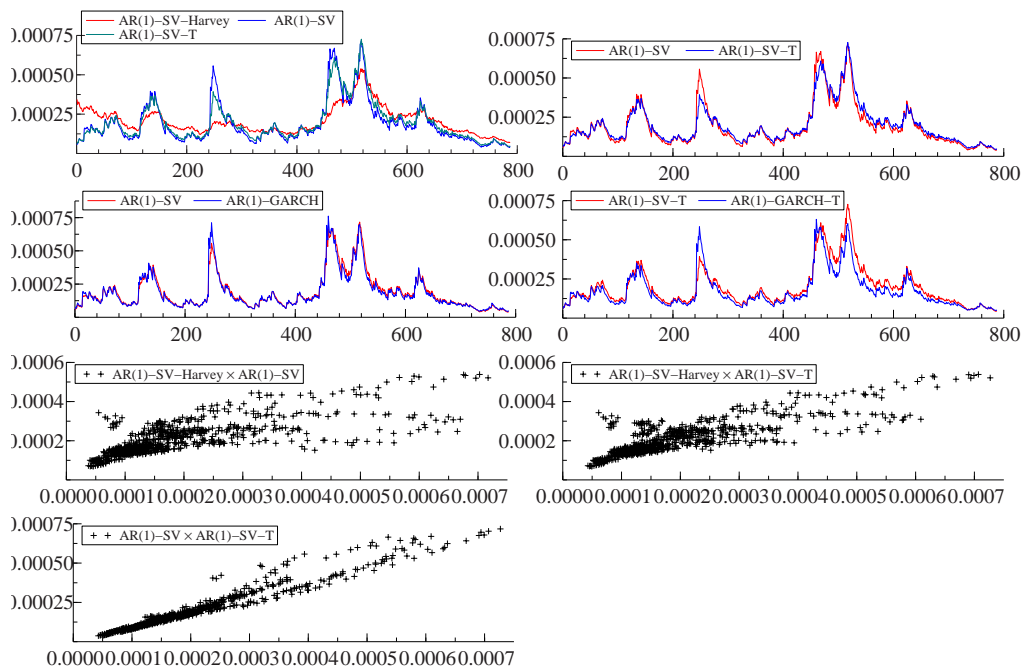 AR(1)−SV−Harvey AR(1)−SV
AR(1)−SV−T
0.00075
0.00050
0.00025
0 200 400 600 800
AR(1)−SV AR(1)−SV−T
0.00075
0.00050
0.00025
0 200 400 600 800
AR(1)−SV AR(1)−GARCH
0.00075
0.00050
0.00025
0 200 400 600 800
AR(1)−SV−T AR(1)−GARCH−T
0.00075
0.00050
0.00025
0 200 400 600 800
0.0006
AR(1)−SV−Harvey × AR(1)−SV
0.0004
0.0002
0.0000 0.0001 0.0002 0.0003 0.0004 0.0005 0.0006 0.0007
0.0006
AR(1)−SV−Harvey × AR(1)−SV−T
0.0004
0.0002
0.0000 0.0001 0.0002 0.0003 0.0004 0.0005 0.0006 0.0007
0.00075
AR(1)−SV × AR(1)−SV−T
0.00050
0.00025
0.0000 0.0001 0.0002 0.0003 0.0004 0.0005 0.0006 0.0007